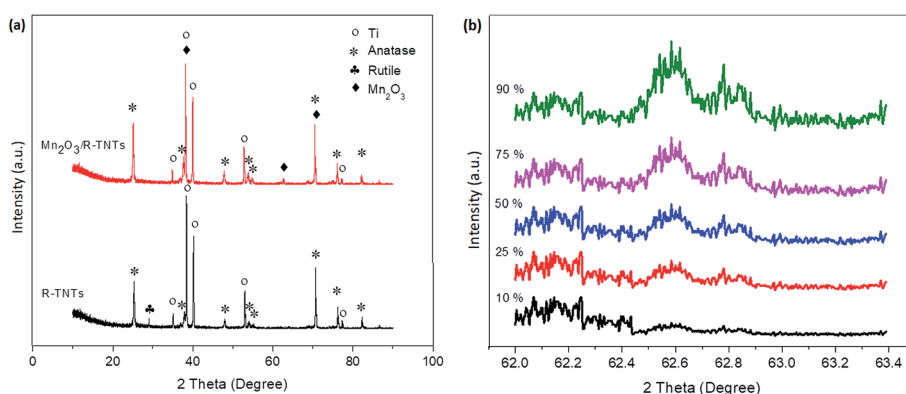 (a)
○ Ti
* Anatase
♣ Rutile
♦ Mn₂O₃
Mn₂O₃/R-TNTs
R-TNTs
Intensity (a.u.)
0 20 40 60 80 100
2 Theta (Degree)
(b)
90 %
75 %
50 %
25 %
10 %
Intensity (a.u.)
62.0 62.2 62.4 62.6 62.8 63.0 63.2 63.4
2 Theta (Degree)